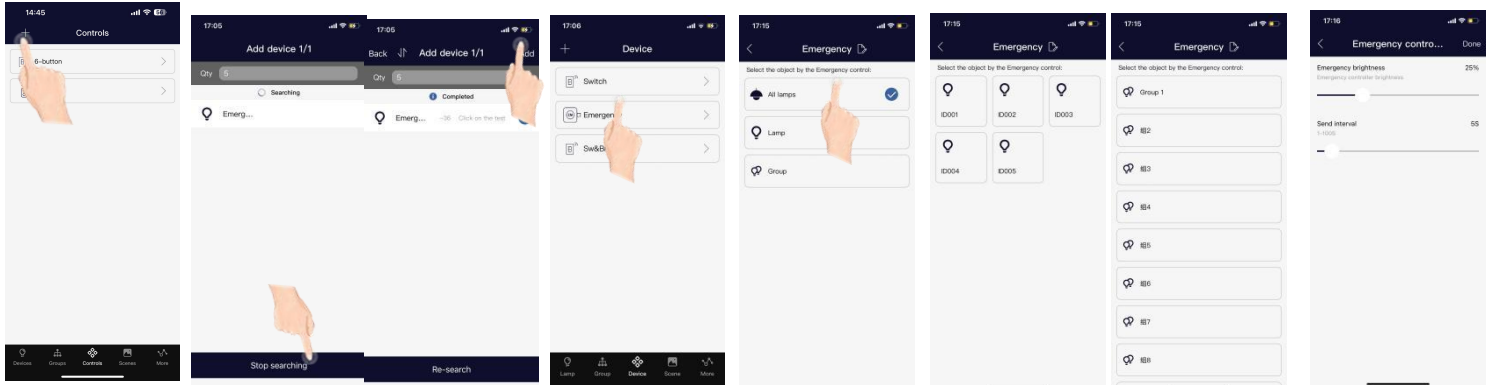 14:45
Controls
6-button
Devices
Groups
Controls
Scenes
More
17:05
Add device 1/1
Qty
5
Searching
Emerg...
Stop searching
17:05
Back
Add device 1/1
Qty
5
Completed
Emerg...
-36
Click on the test
Re-search
17:06
Device
Switch
Sw&B
Lamp
Group
Device
Scene
More
17:15
Emergency
Select the object by the Emergency control:
All lamps
Lamp
Group
17:15
Emergency
Select the object by the Emergency control:
ID001
ID002
ID003
ID004
ID005
17:15
Emergency
Select the object by the Emergency control:
Group 1
组2
组3
组4
组5
组6
组7
组8
17:16
Emergency contro...
Done
Emergency brightness
25%
Emergency controller brightness
Send interval
5S